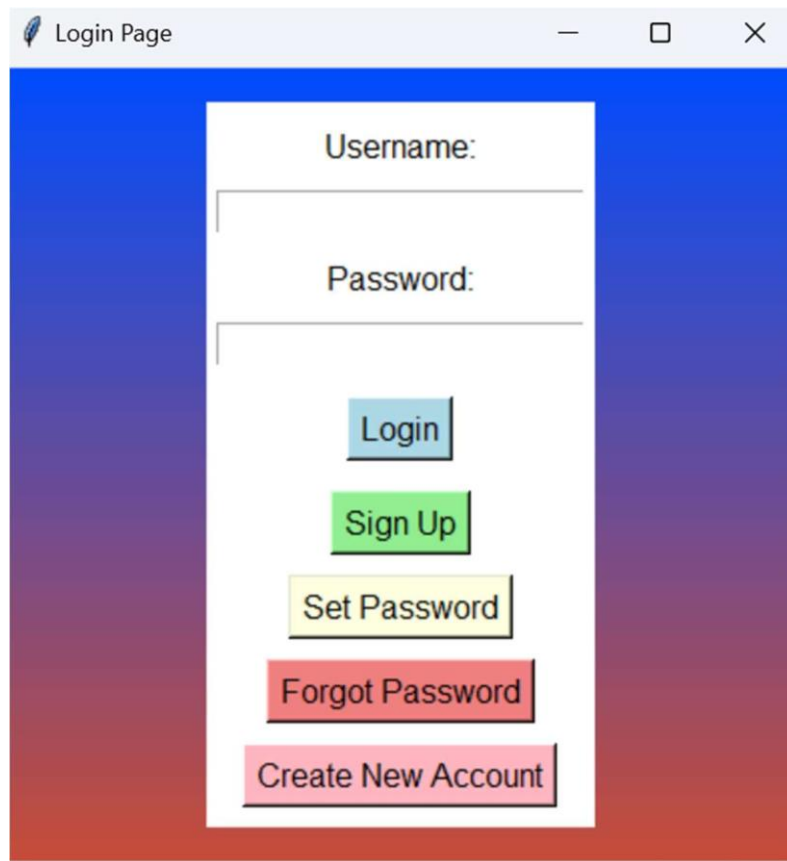 Login Page
Username:
Password:
Login
Sign Up
Set Password
Forgot Password
Create New Account